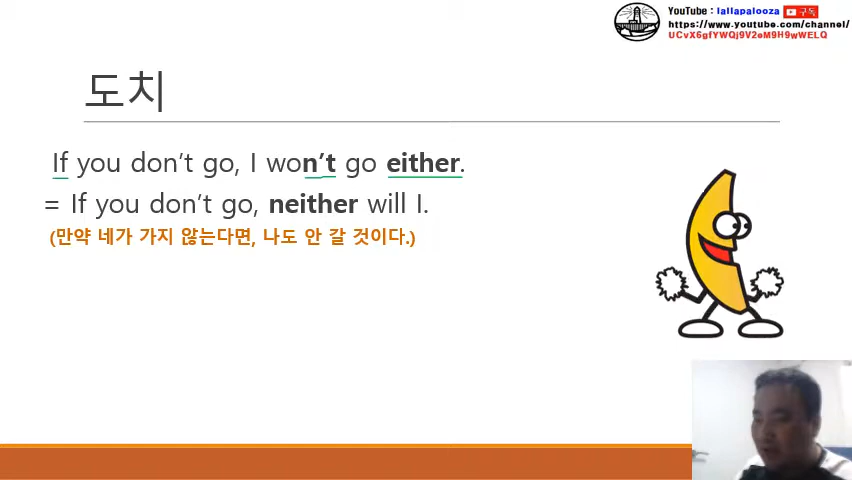 YouTube : lallapalooza 구독
https://www.youtube.com/channel/
UCvX6gfYWQj9V2eM9H9wWELQ
도치
If you don’t go, I won’t go either.
= If you don’t go, neither will I.
(만약 네가 가지 않는다면, 나도 안 갈 것이다.)